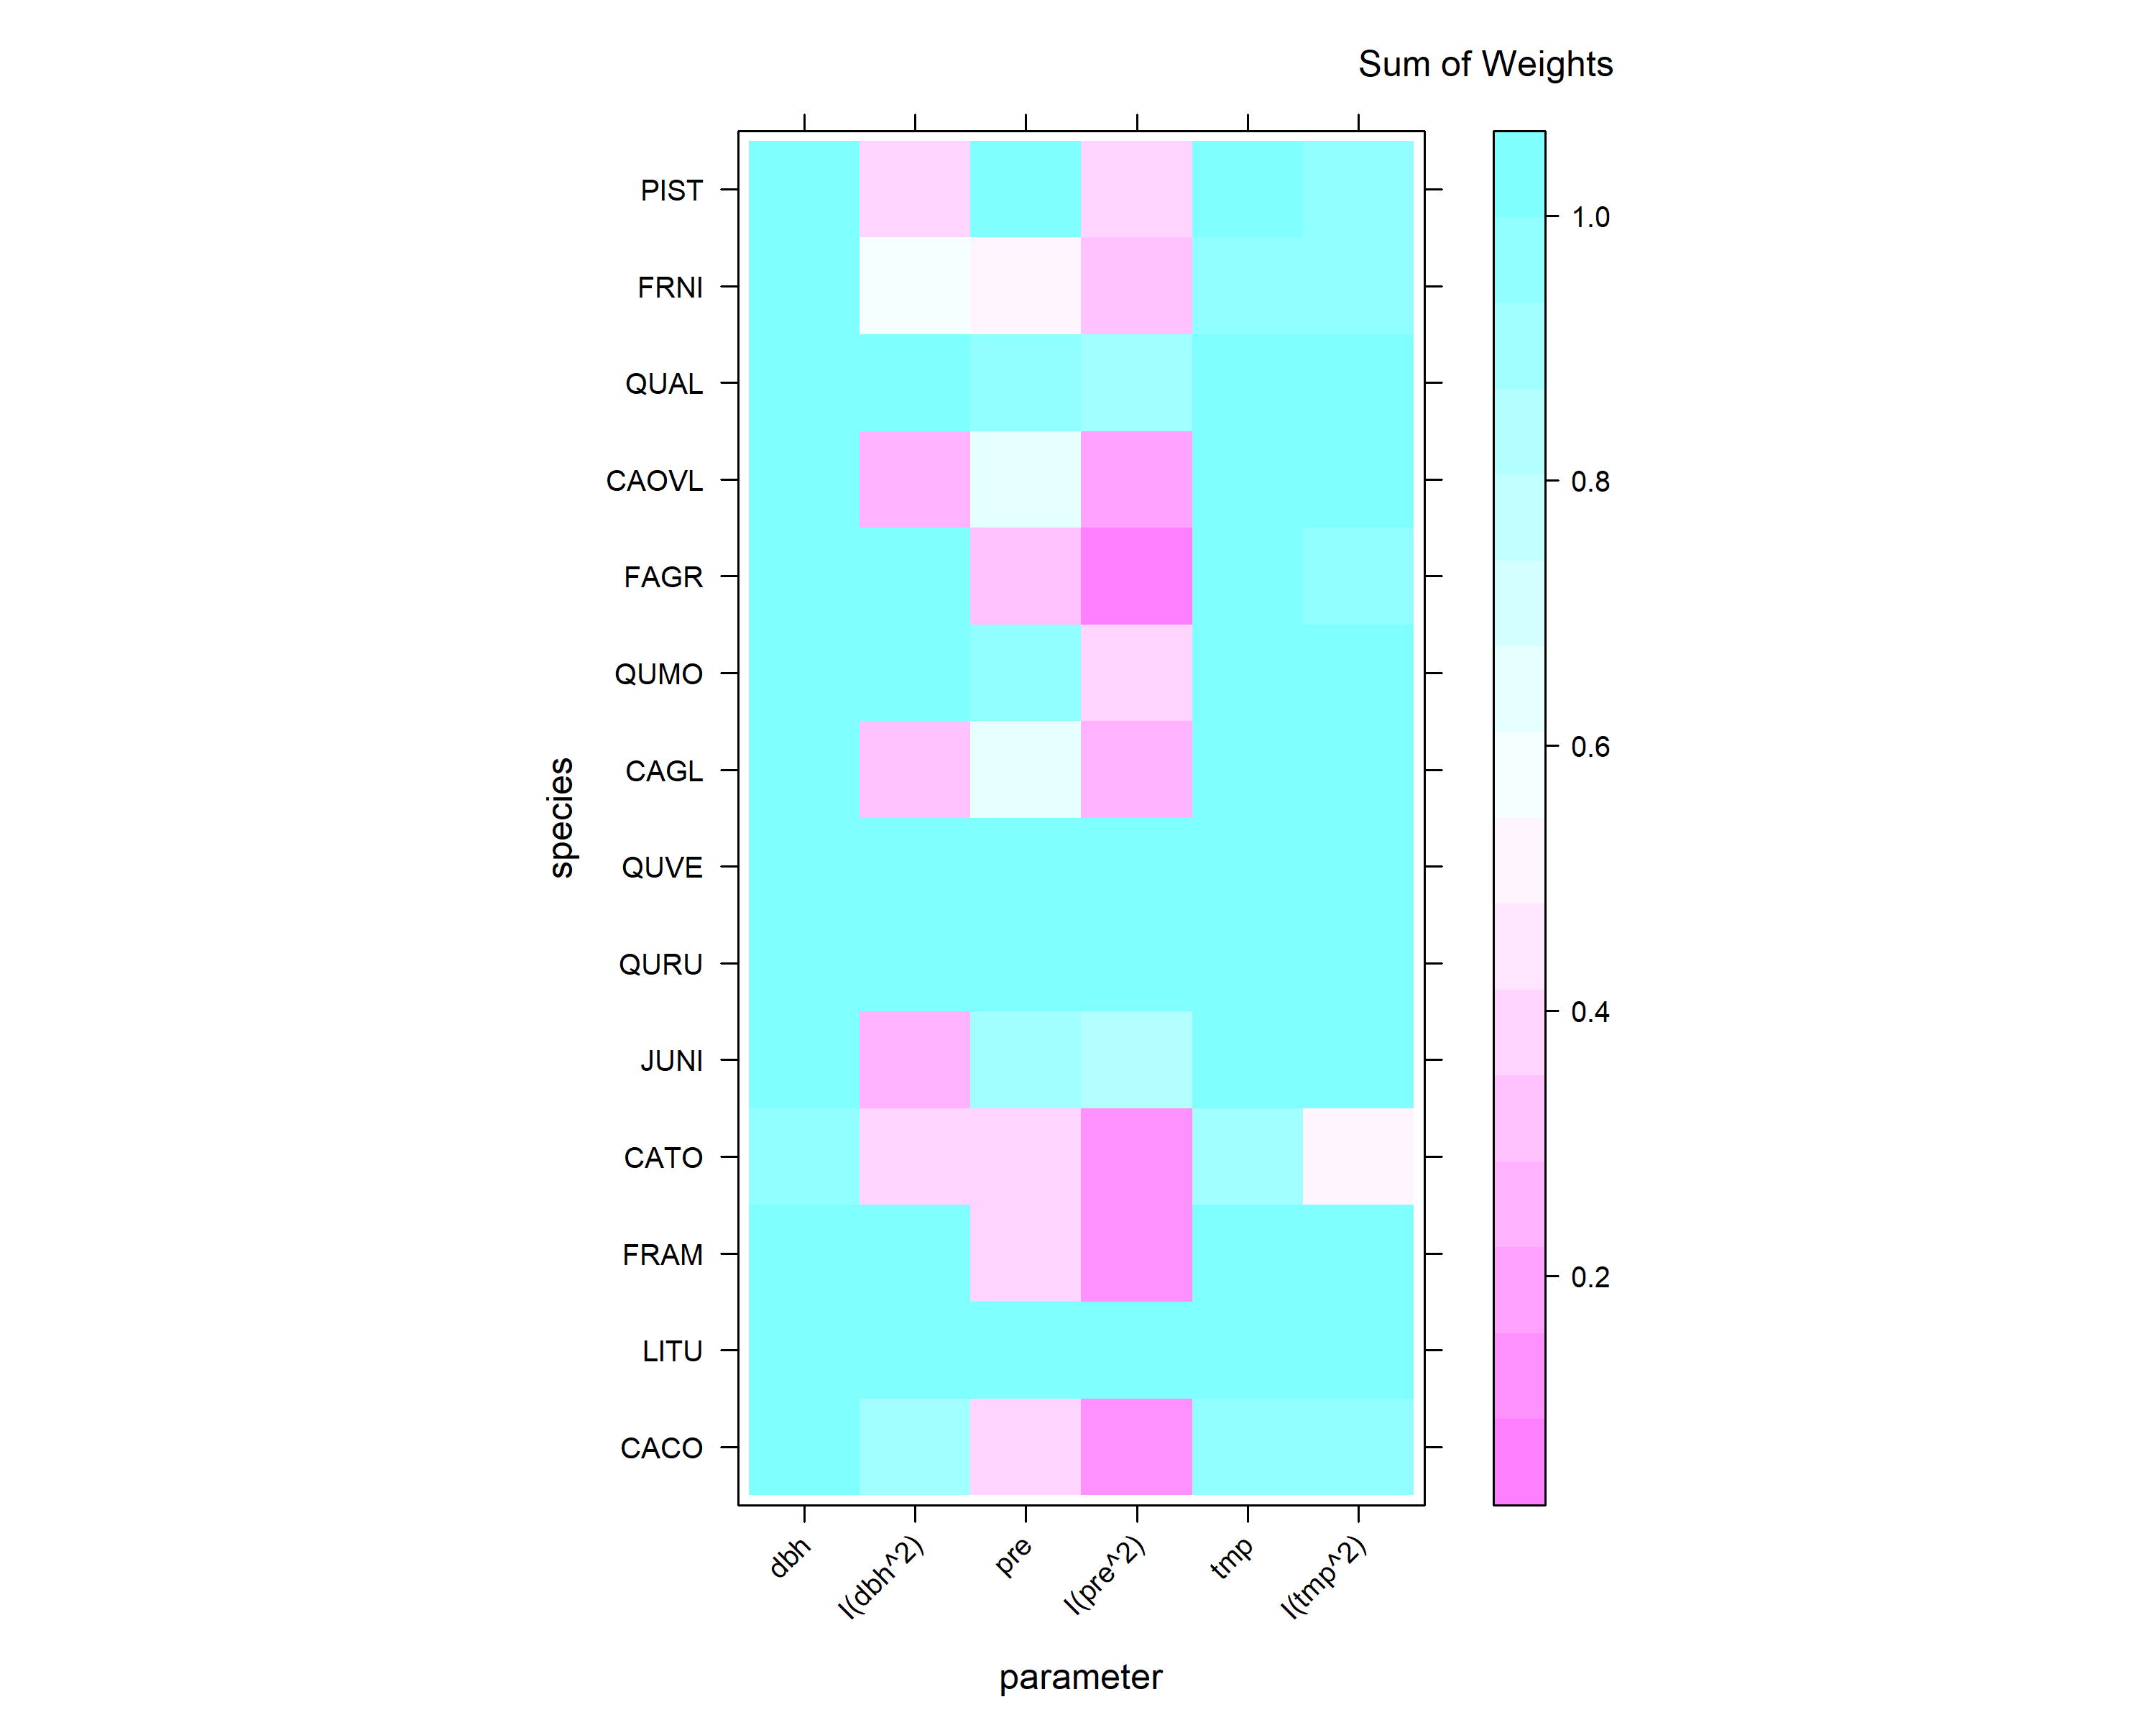 Sum of Weights
PIST
FRNI
QUAL
CAOVL
FAGR
QUMO
CAGL
QUVE
QURU
JUNI
CATO
FRAM
LITU
CACO
species
1.0
0.8
0.6
0.4
0.2
dbh
I(dbh^2)
pre
I(pre^2)
tmp
I(tmp^2)
parameter